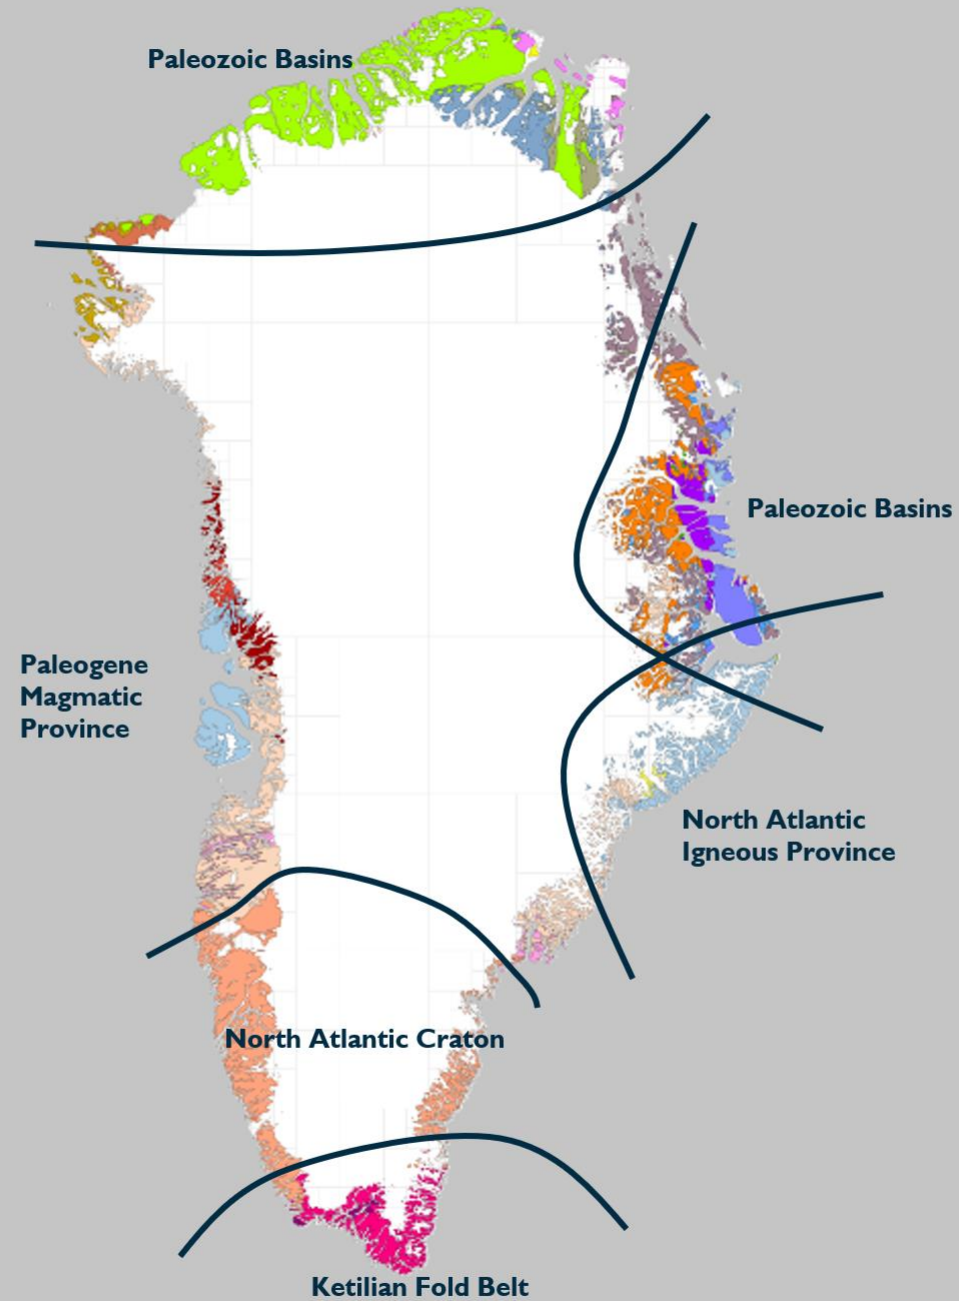 Paleozoic Basins
Paleozoic Basins
Paleogene
Magmatic
Province
North Atlantic
Igneous Province
North Atlantic Craton
Ketilian Fold Belt